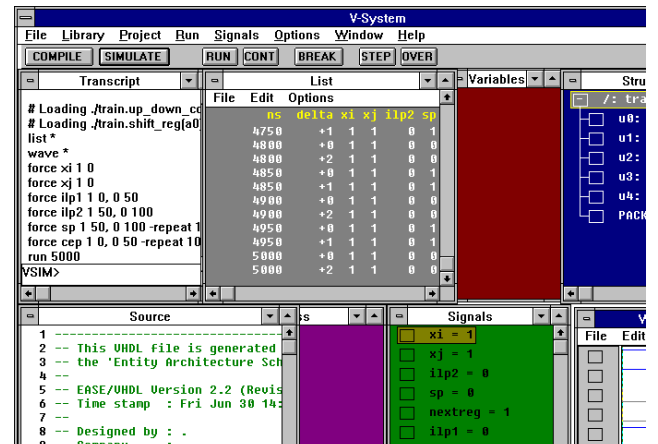 V-System
File Library Project Run Signals Options Window Help
COMPILE SIMULATE RUN CONT BREAK STEP OVER
Transcript
# Loading ./train.up_down_co
# Loading ./train.shift_reg(a0)
list *
wave *
force xi 1 0
force xj 1 0
force ilp1 1 0, 0 50
force ilp2 1 50, 0 100
force sp 1 50, 0 100 -repeat 1
force cep 1 0, 0 50 -repeat 10
run 5000
VSIM>
List
File Edit Options
ns delta xi xj ilp2 sp
4750 +1 1 1 0 1
4800 +0 1 1 0 0
4800 +2 1 1 0 0
4850 +0 1 1 0 1
4850 +1 1 1 0 1
4900 +0 1 1 0 0
4900 +2 1 1 0 0
4950 +0 1 1 0 1
4950 +1 1 1 0 1
5000 +0 1 1 0 0
5000 +2 1 1 0 0
Variables
Stru
/: tra
u0:
u1:
u2:
u3:
u4:
PACK
Source
1 --------------------------------
2 -- This VHDL file is generated
3 -- the 'Entity Architecture Sch
4 --
5 -- EASE/VHDL Version 2.2 (Revis
6 -- Time stamp : Fri Jun 30 14:
7 --
8 -- Designed by : .
ss
Signals
xi = 1
xj = 1
ilp2 = 0
sp = 0
nextreg = 1
ilp1 = 0
File Edit